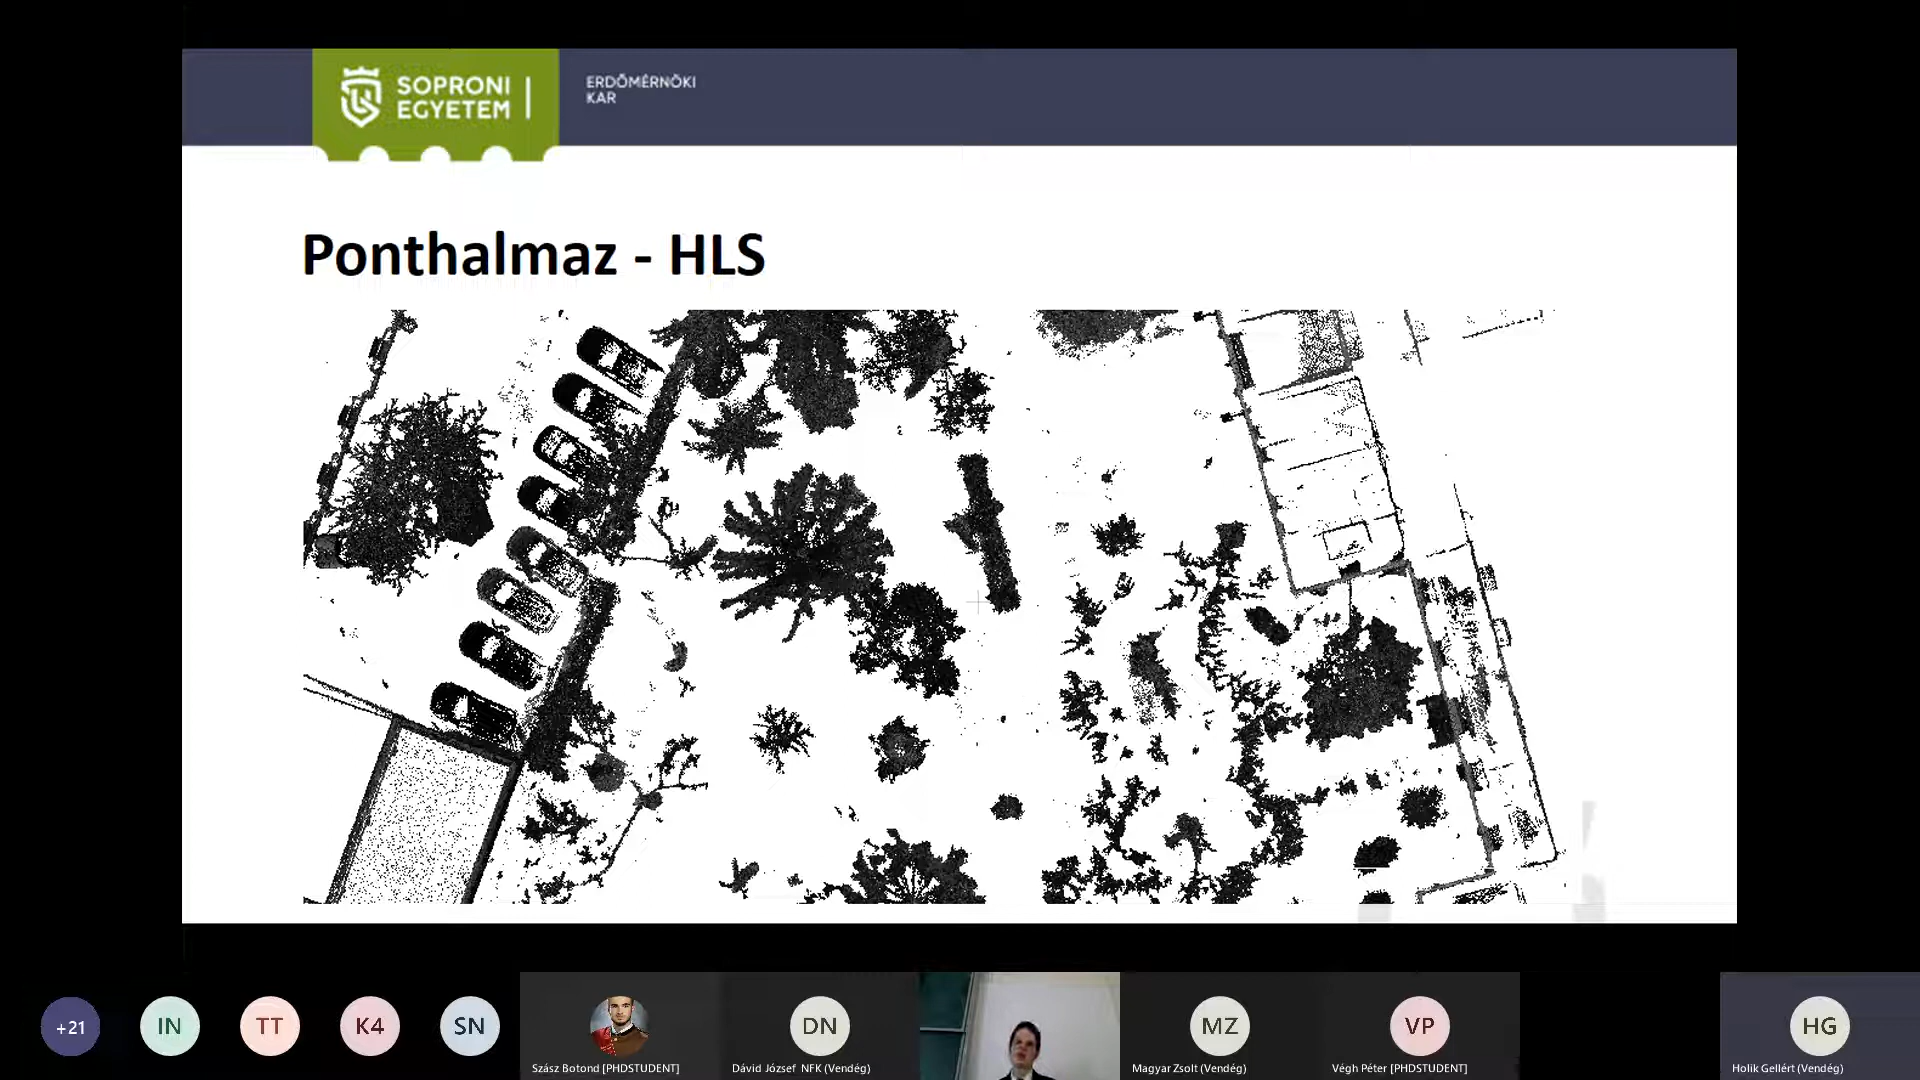 SOPRONI
EGYETEM
ERDŐMÉRNÖKI
KAR
Ponthalmaz - HLS
+21
IN
TT
K4
SN
DN
MZ
VP
HG
Szász Botond [PHDSTUDENT]
Dávid József NFK (Vendég)
Magyar Zsolt (Vendég)
Végh Péter [PHDSTUDENT]
Holik Gellért (Vendég)